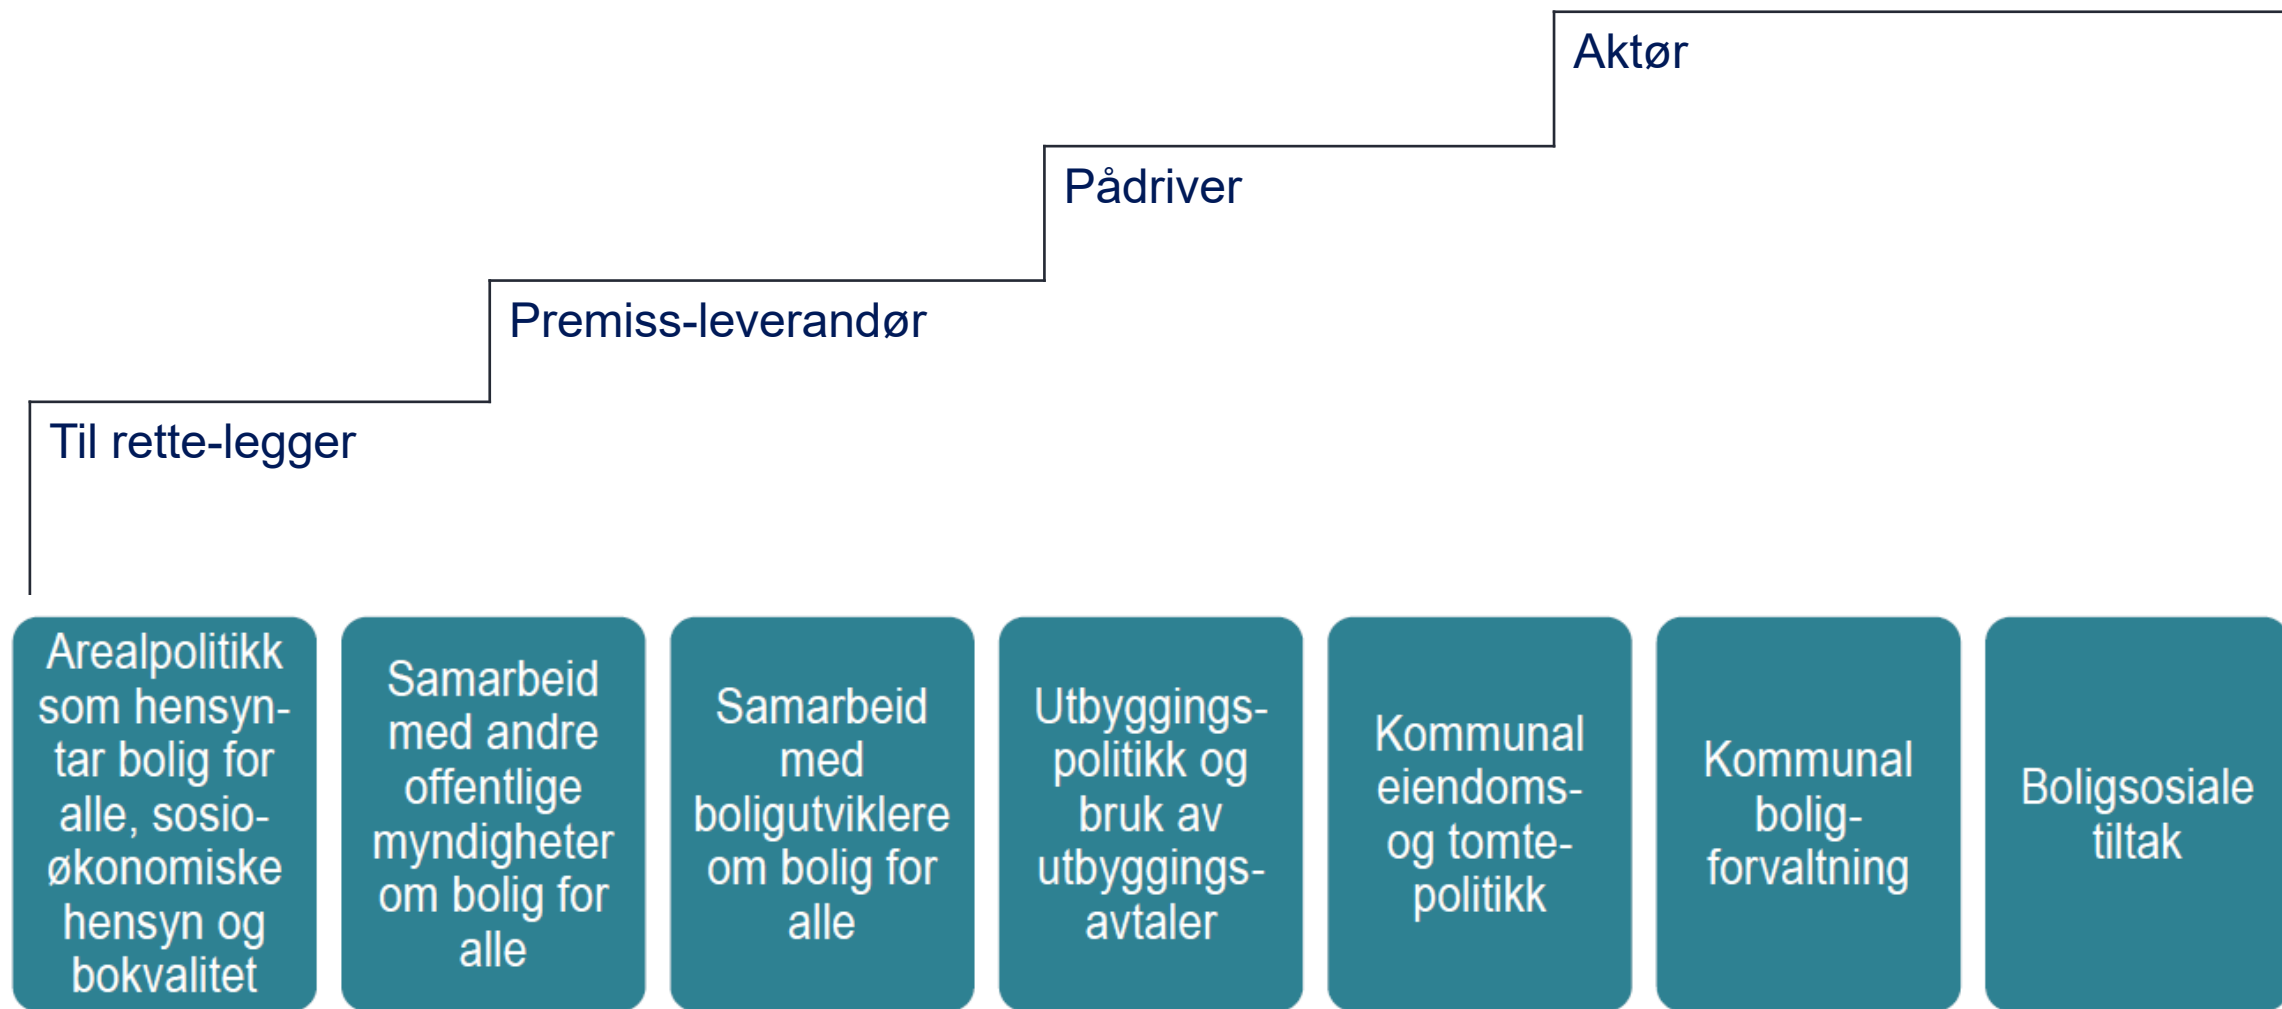 Aktør
Pådriver
Premiss-leverandør
Til rette-legger
Arealpolitikk
som hensyn-
tar bolig for
alle, sosio-
økonomiske
hensyn og
bokvalitet
Samarbeid
med andre
offentlige
myndigheter
om bolig for
alle
Samarbeid
med
boligutviklere
om bolig for
alle
Utbyggings-
politikk og
bruk av
utbyggings-
avtaler
Kommunal
eiendoms-
og tomte-
politikk
Kommunal
bolig-
forvaltning
Boligsosiale
tiltak